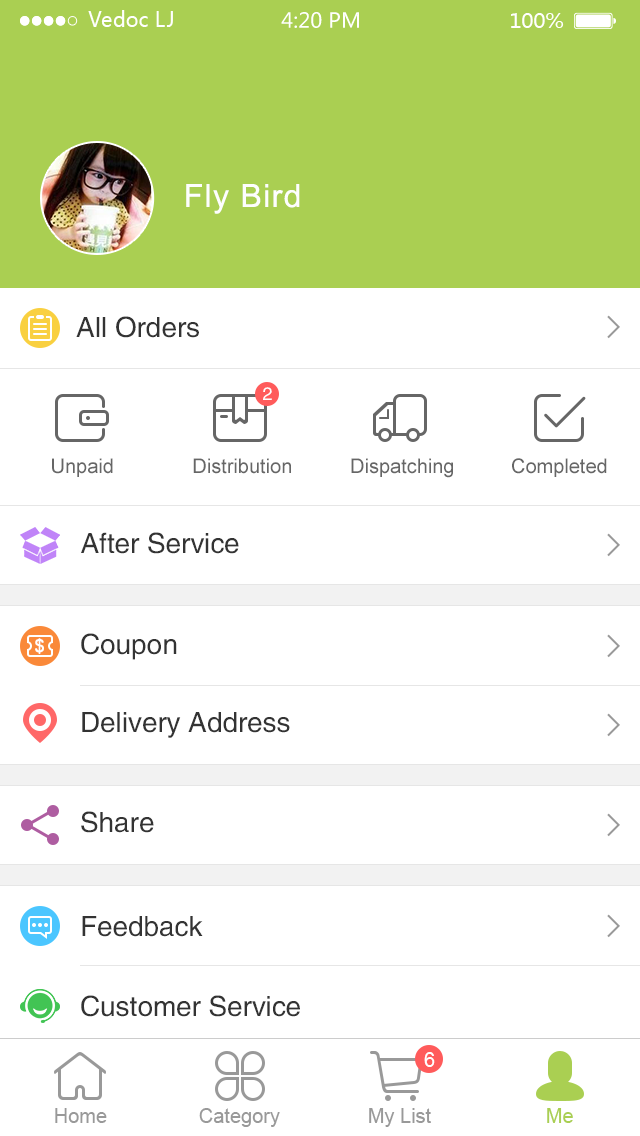 Vedoc LJ 4:20 PM 100%
Fly Bird
All Orders
2
Unpaid Distribution Dispatching Completed
After Service
$ Coupon
Delivery Address
Share
Feedback
Customer Service
6
Home Category My List Me